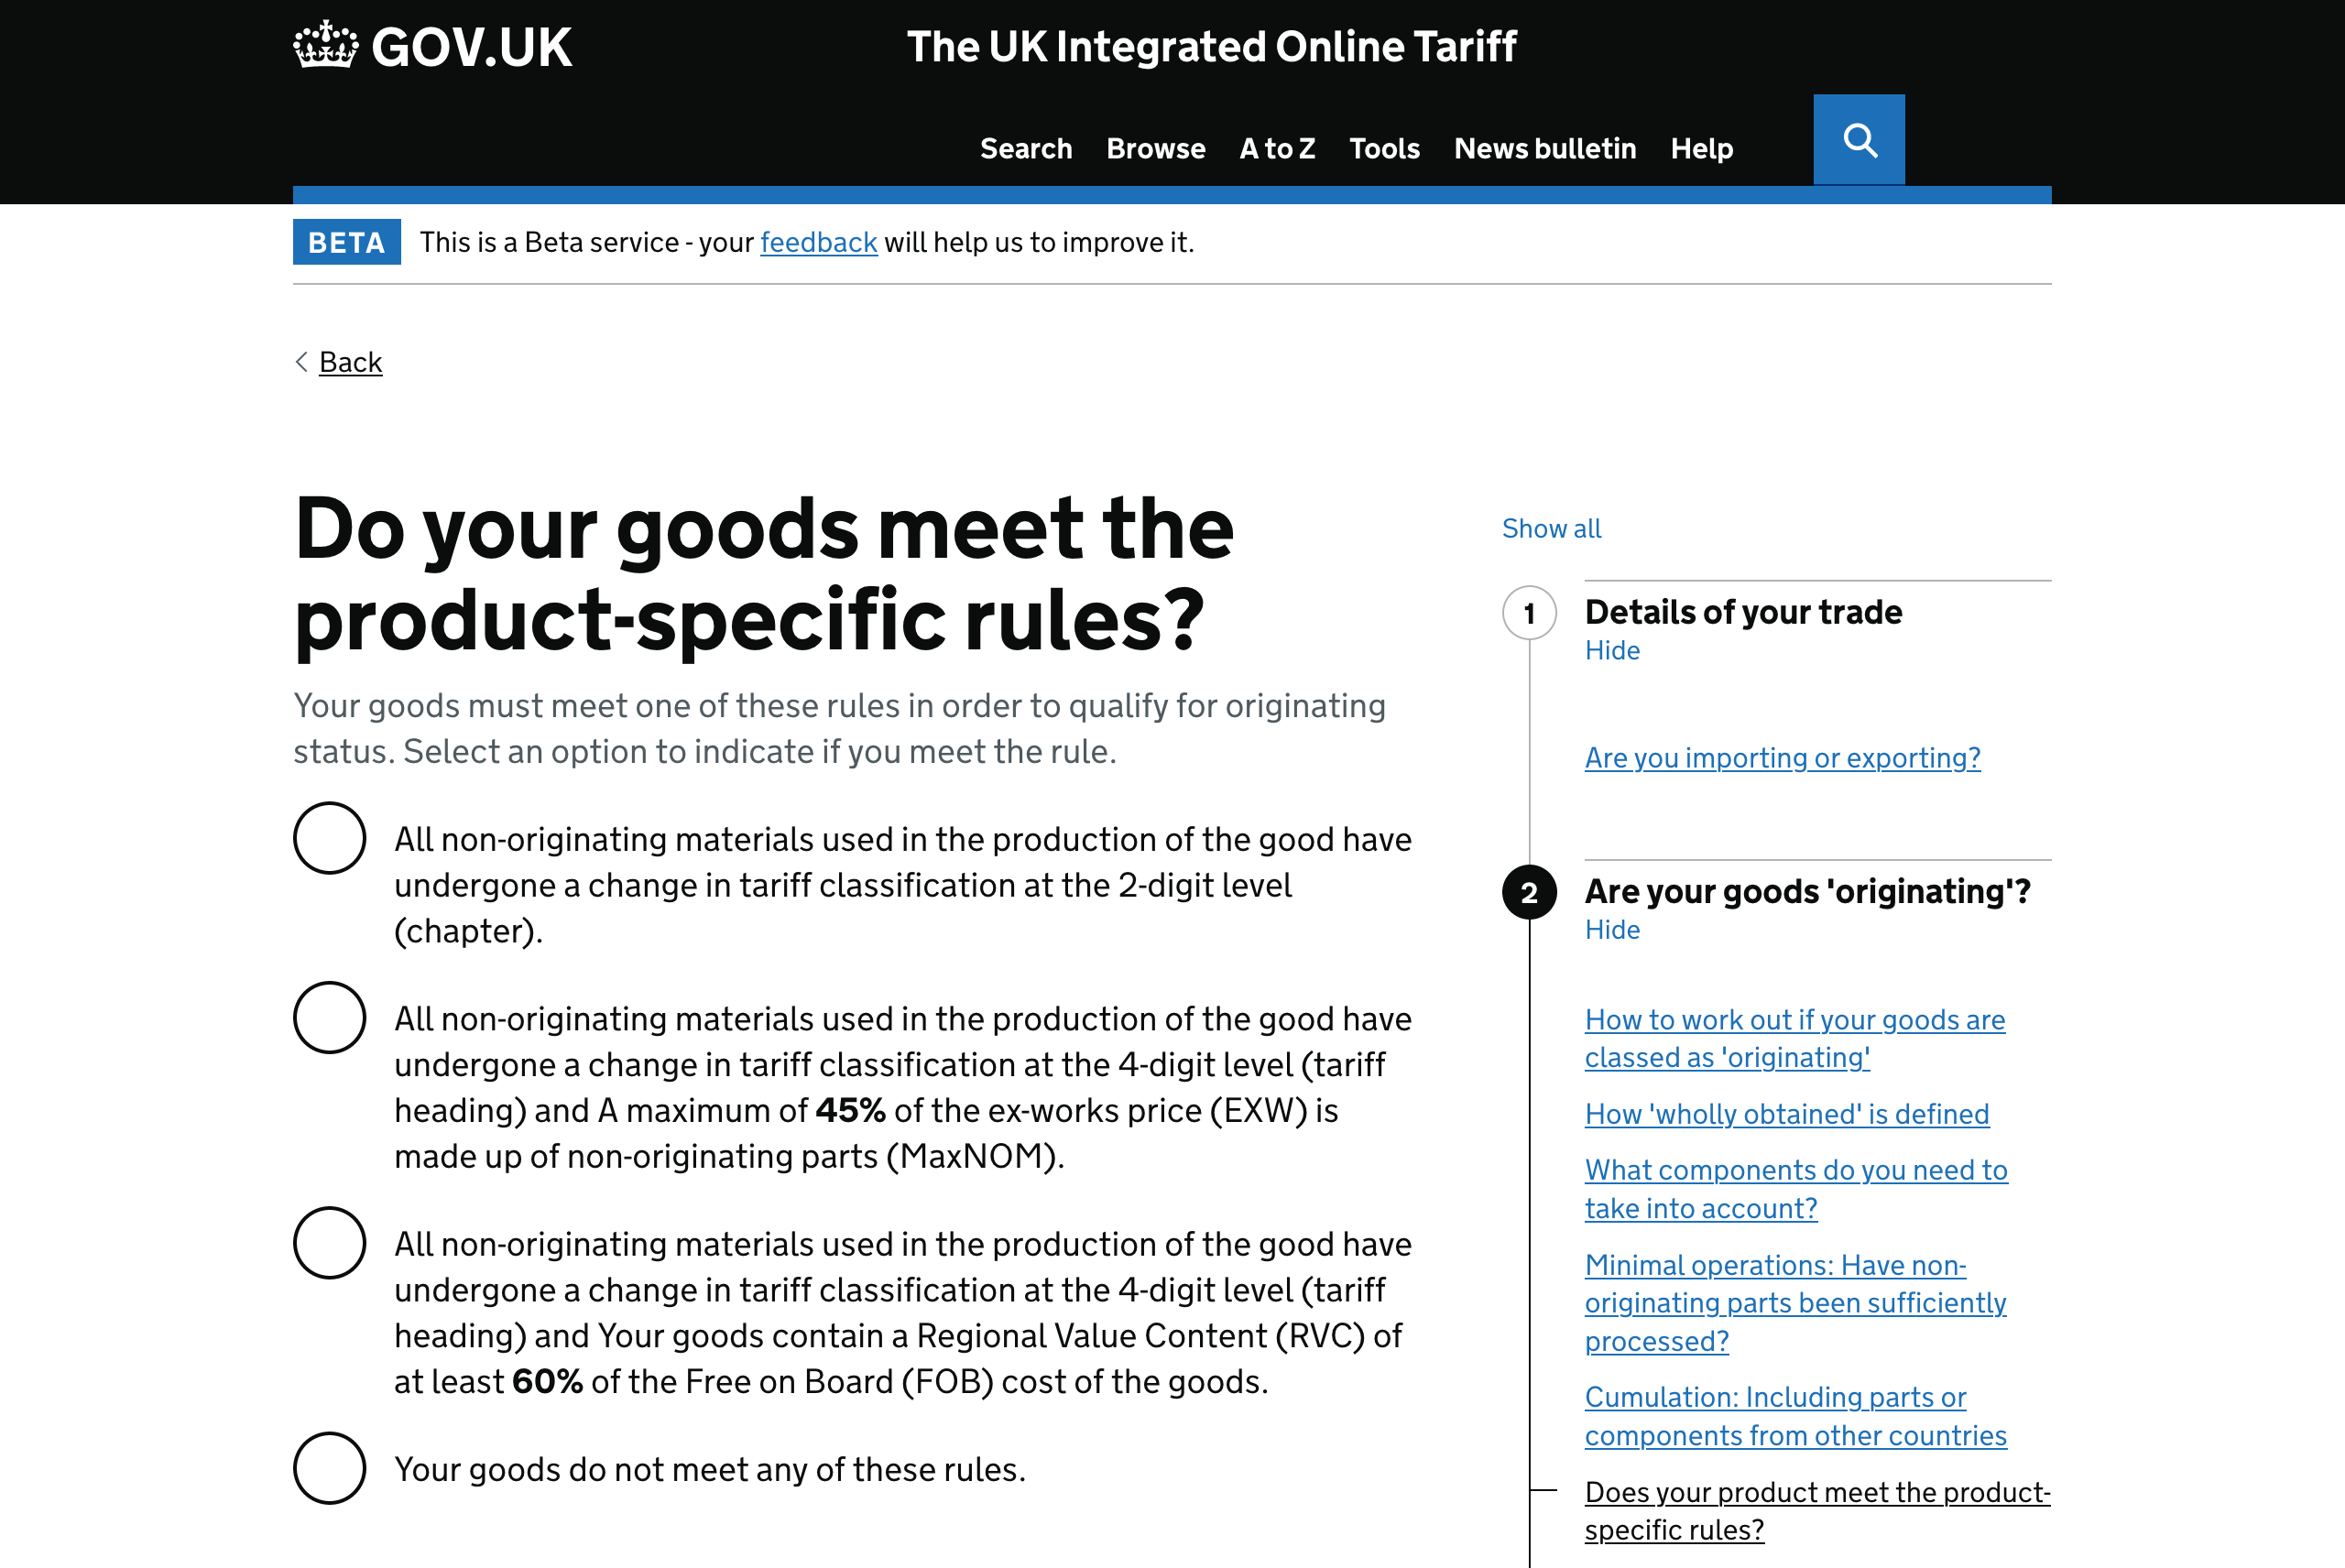 GOV.UK
The UK Integrated Online Tariff
Search Browse A to Z Tools News bulletin Help
BETA This is a Beta service - your feedback will help us to improve it.
Back
Do your goods meet the
product-specific rules?
Your goods must meet one of these rules in order to qualify for originating
status. Select an option to indicate if you meet the rule.
All non-originating materials used in the production of the good have
undergone a change in tariff classification at the 2-digit level
(chapter).
All non-originating materials used in the production of the good have
undergone a change in tariff classification at the 4-digit level (tariff
heading) and A maximum of 45% of the ex-works price (EXW) is
made up of non-originating parts (MaxNOM).
All non-originating materials used in the production of the good have
undergone a change in tariff classification at the 4-digit level (tariff
heading) and Your goods contain a Regional Value Content (RVC) of
at least 60% of the Free on Board (FOB) cost of the goods.
Your goods do not meet any of these rules.
Show all
1 Details of your trade
Hide
Are you importing or exporting?
2 Are your goods 'originating'?
Hide
How to work out if your goods are
classed as 'originating'
How 'wholly obtained' is defined
What components do you need to
take into account?
Minimal operations: Have non-
originating parts been sufficiently
processed?
Cumulation: Including parts or
components from other countries
Does your product meet the product-
specific rules?